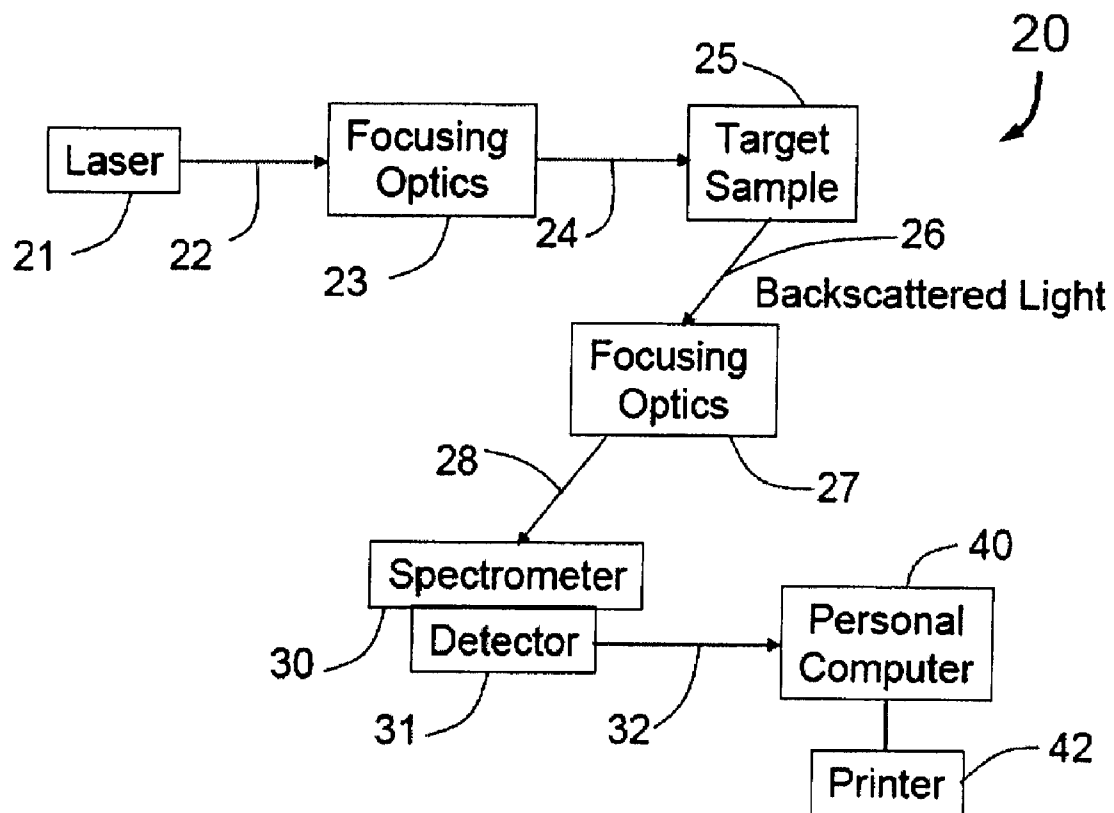 20
25
Laser
Focusing
Optics
Target
Sample
21
22
23
24
26
Backscattered Light
Focusing
Optics
28
27
Spectrometer
40
Detector
Personal
Computer
30
31
32
42
Printer